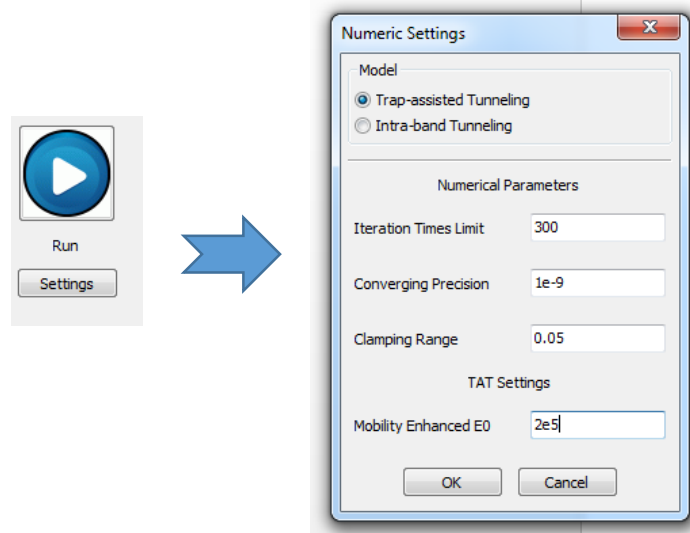 Run
Settings
Numeric Settings
Model
Trap-assisted Tunneling
Intra-band Tunneling
Numerical Parameters
Iteration Times Limit 300
Converging Precision 1e-9
Clamping Range 0.05
TAT Settings
Mobility Enhanced E0 2e5
OK Cancel